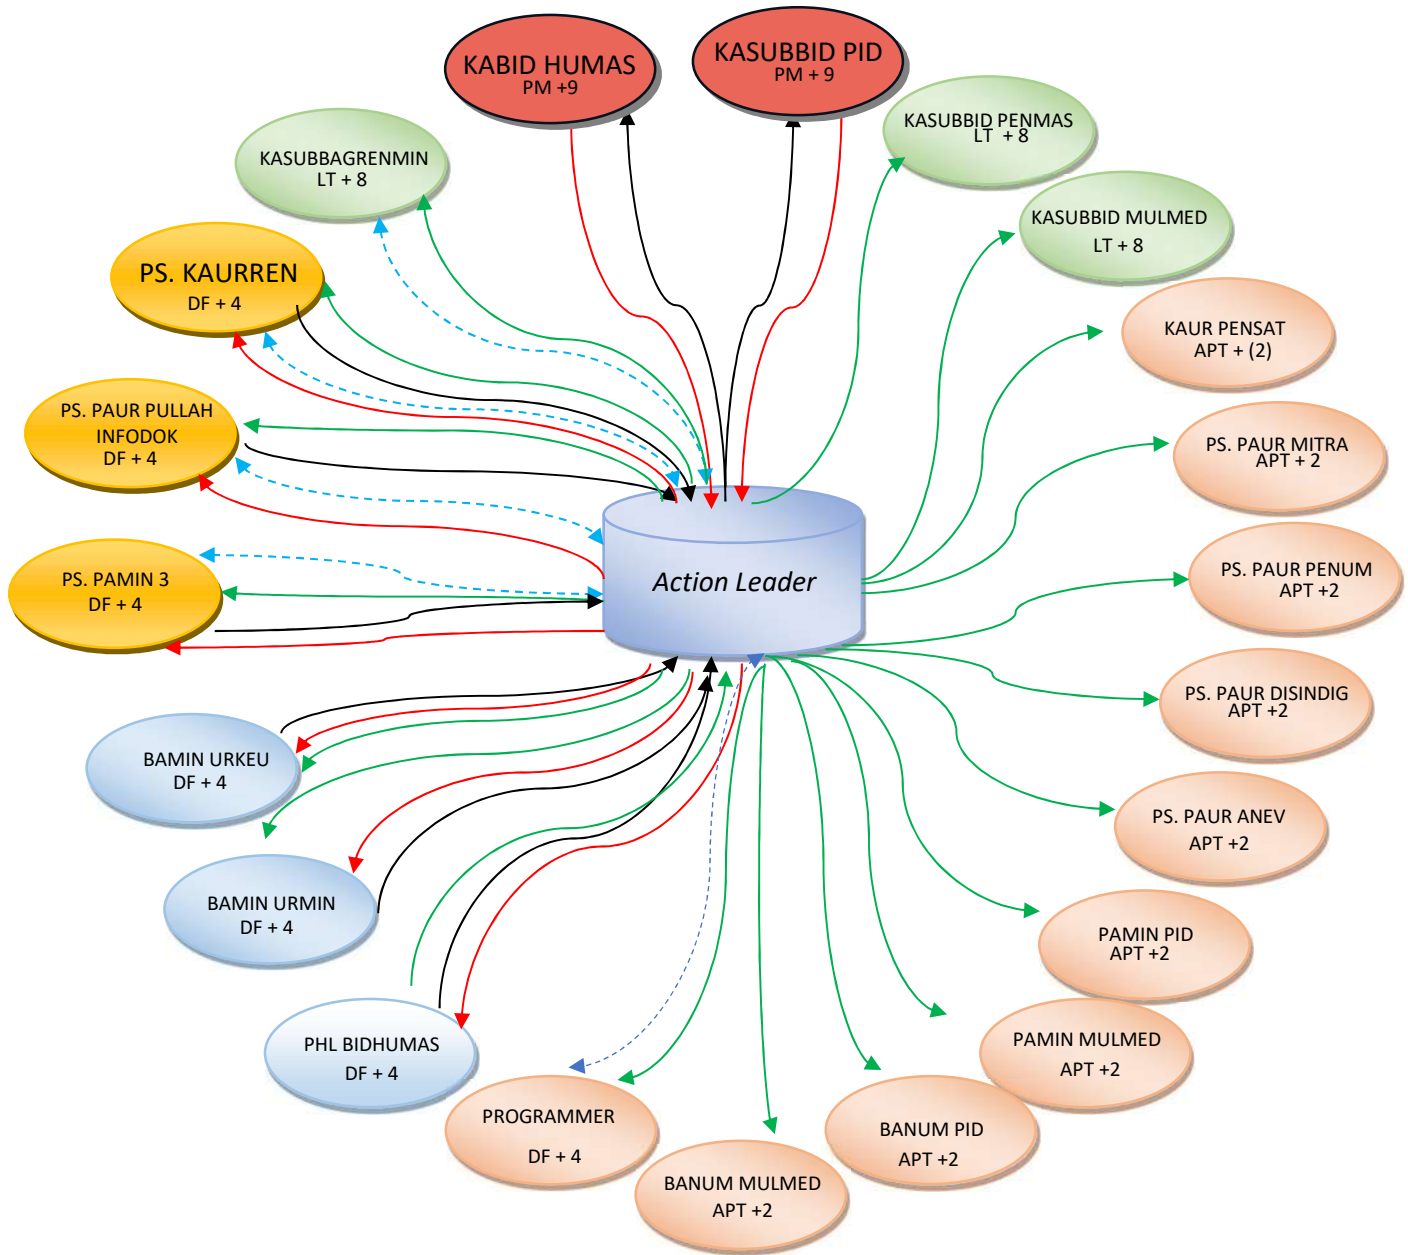 KABID HUMAS
PM +9
KASUBBID PID
PM + 9
KASUBBID PENMAS
LT + 8
KASUBBID MULMED
LT + 8
KAUR PENSAT
APT + (2)
PS. PAUR MITRA
APT + 2
PS. PAUR PENUM
APT +2
PS. PAUR DISINDIG
APT +2
PS. PAUR ANEV
APT +2
PAMIN PID
APT +2
PAMIN MULMED
APT +2
BANUM PID
APT +2
BANUM MULMED
APT +2
PROGRAMMER
DF + 4
PHL BIDHUMAS
DF + 4
BAMIN URMIN
DF + 4
BAMIN URKEU
DF + 4
PS. PAMIN 3
DF + 4
PS. PAUR PULLAH
INFODOK
DF + 4
PS. KAURREN
DF + 4
KASUBBAGRENMIN
LT + 8
Action Leader